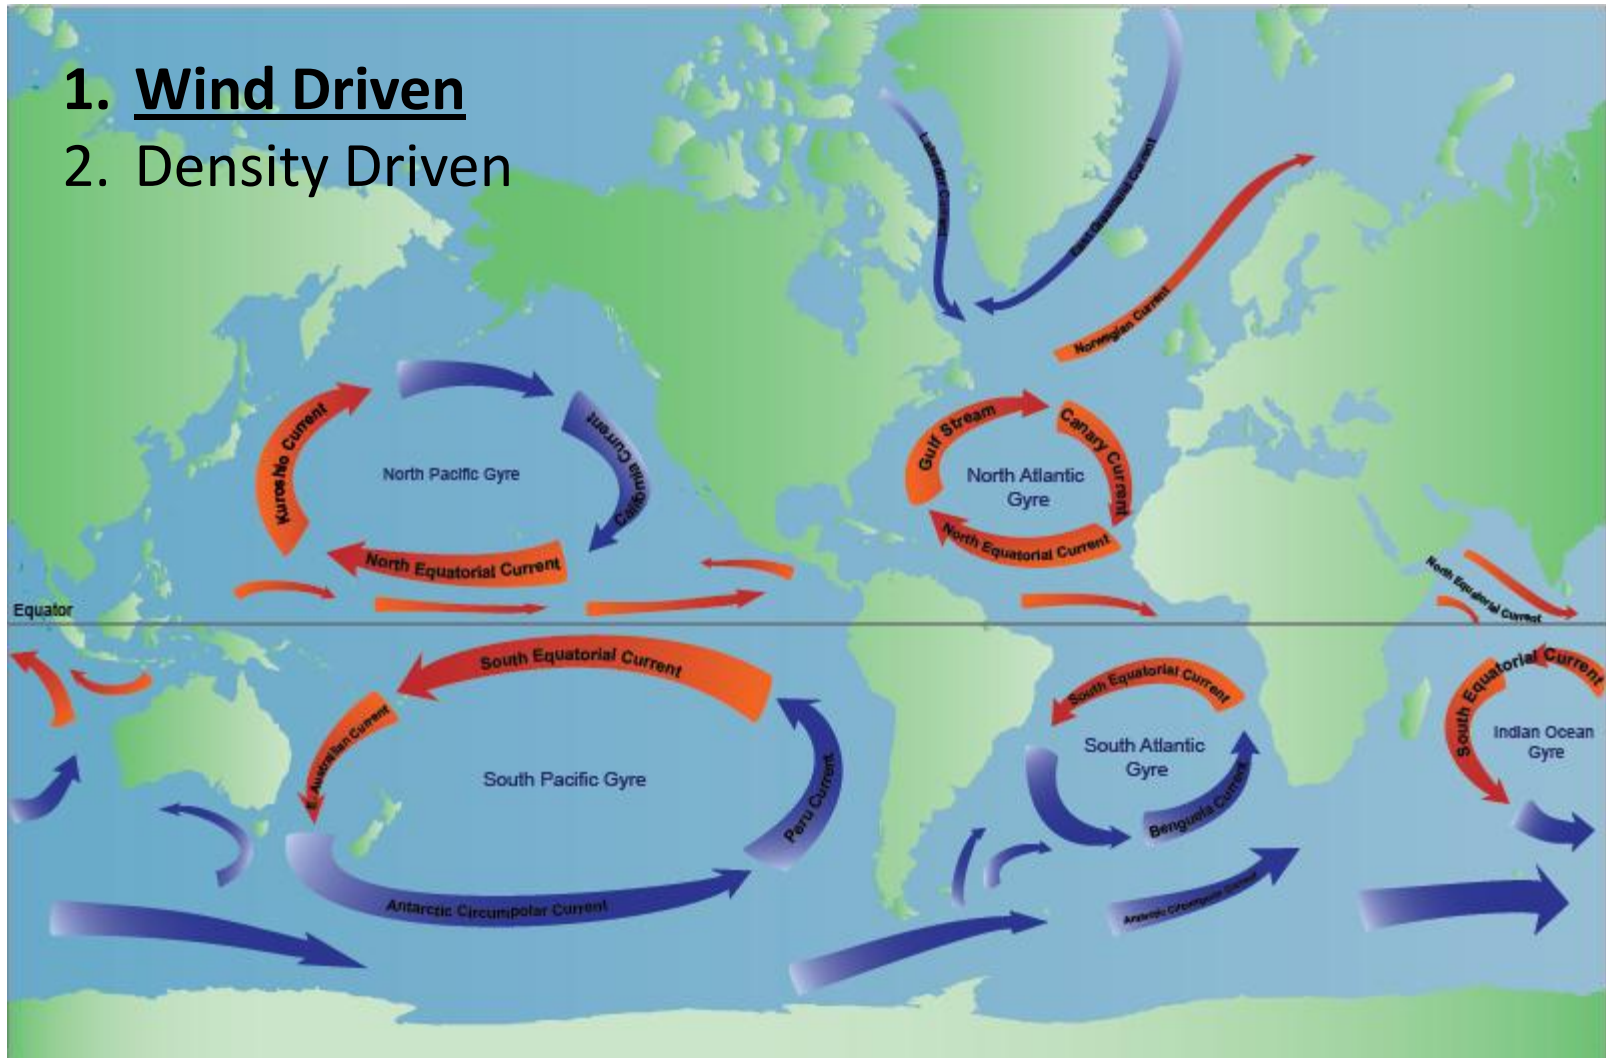 1. Wind Driven
2. Density Driven
Labrador Current
East Greenland Current
Norwegian Current
Kuroshio Current
North Pacific Gyre
California Current
North Equatorial Current
Gulf Stream
Canary Current
North Atlantic
Gyre
North Equatorial Current
North Equatorial Current
Equator
South Equatorial Current
E. Australian Current
South Pacific Gyre
Peru Current
Antarctic Circumpolar Current
South Equatorial Current
South Atlantic
Gyre
Benguela Current
Antarctic Circumpolar Current
South Equatorial Current
Indian Ocean
Gyre